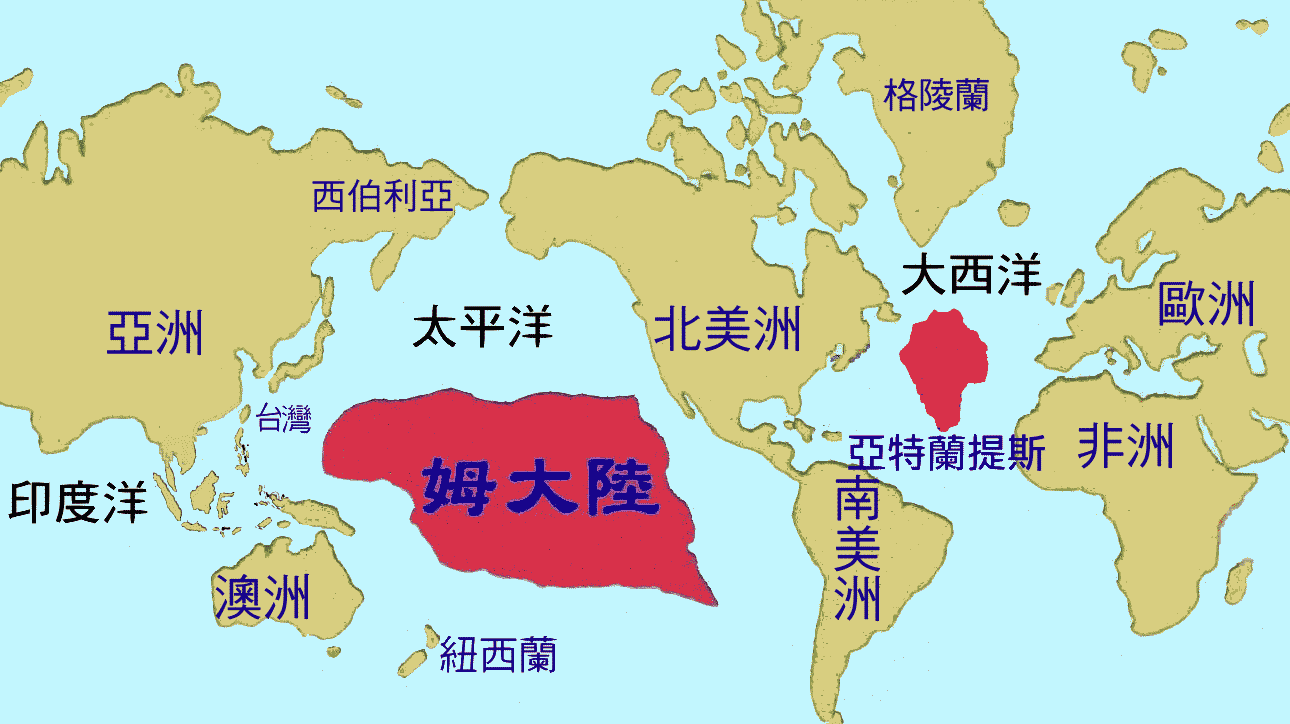 格陵蘭
西伯利亞
大西洋
亞洲
太平洋
北美洲
歐洲
台灣
亞特蘭提斯
非洲
印度洋
姆大陸
南美洲
澳洲
紐西蘭